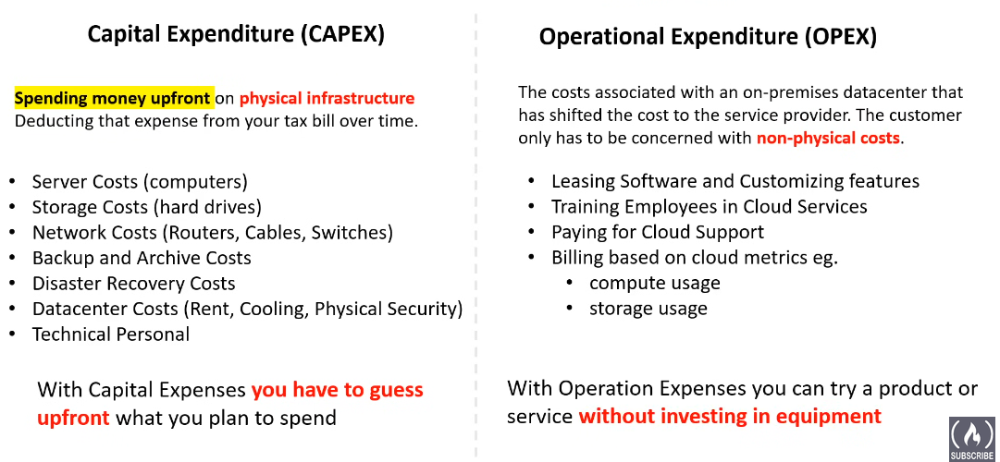 Capital Expenditure (CAPEX)
Spending money upfront on physical infrastructure
Deducting that expense from your tax bill over time.
• Server Costs (computers)
• Storage Costs (hard drives)
• Network Costs (Routers, Cables, Switches)
• Backup and Archive Costs
• Disaster Recovery Costs
• Datacenter Costs (Rent, Cooling, Physical Security)
• Technical Personal
With Capital Expenses you have to guess
upfront what you plan to spend
Operational Expenditure (OPEX)
The costs associated with an on-premises datacenter that
has shifted the cost to the service provider. The customer
only has to be concerned with non-physical costs.
• Leasing Software and Customizing features
• Training Employees in Cloud Services
• Paying for Cloud Support
• Billing based on cloud metrics eg.
• compute usage
• storage usage
With Operation Expenses you can try a product or
service without investing in equipment
SUBSCRIBE